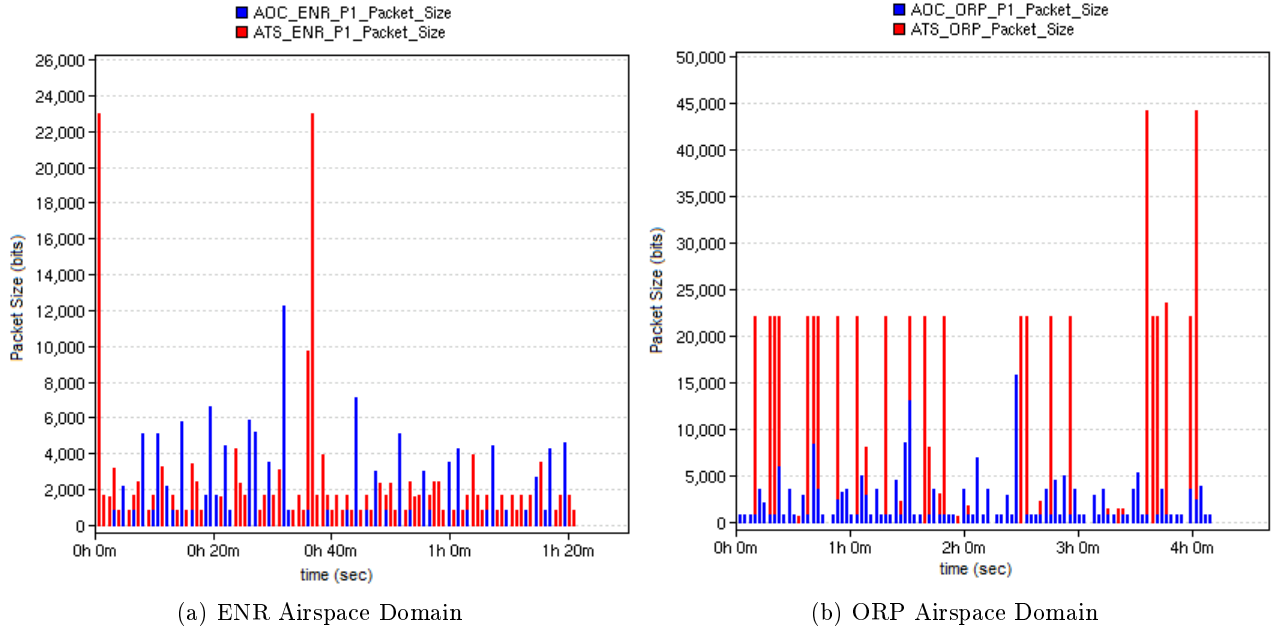 AOC_ENR_P1_Packet_Size
ATS_ENR_P1_Packet_Size
26,000
24,000
22,000
20,000
18,000
16,000
14,000
12,000
10,000
8,000
6,000
4,000
2,000
0
Packet Size (bits)
0h 0m
0h 20m
0h 40m
1h 0m
1h 20m
time (sec)
(a) ENR Airspace Domain
AOC_ORP_P1_Packet_Size
ATS_ORP_Packet_Size
50,000
45,000
40,000
35,000
30,000
25,000
20,000
15,000
10,000
5,000
0
Packet Size (bits)
0h 0m
1h 0m
2h 0m
3h 0m
4h 0m
time (sec)
(b) ORP Airspace Domain